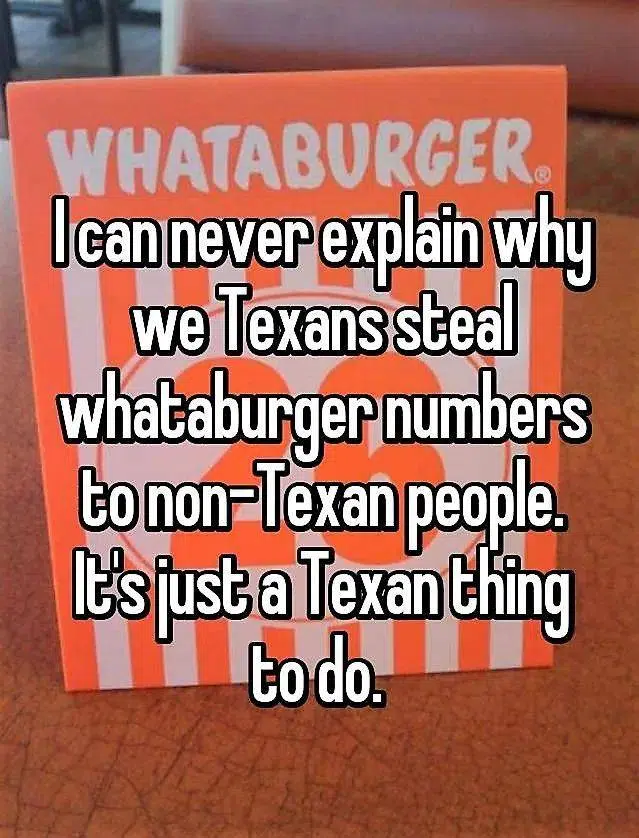 WHATABURGER®
I can never explain why
we Texans steal
whataburger numbers
to non-Texan people.
It's just a Texan thing
to do.